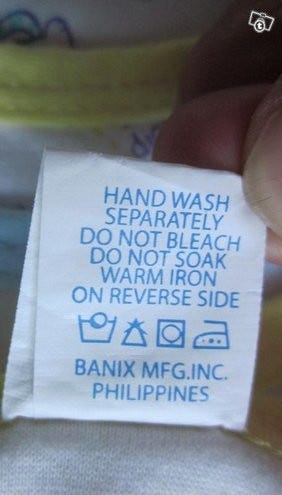 HAND WASH
SEPARATELY
DO NOT BLEACH
DO NOT SOAK
WARM IRON
ON REVERSE SIDE
BANIX MFG.INC.
PHILIPPINES